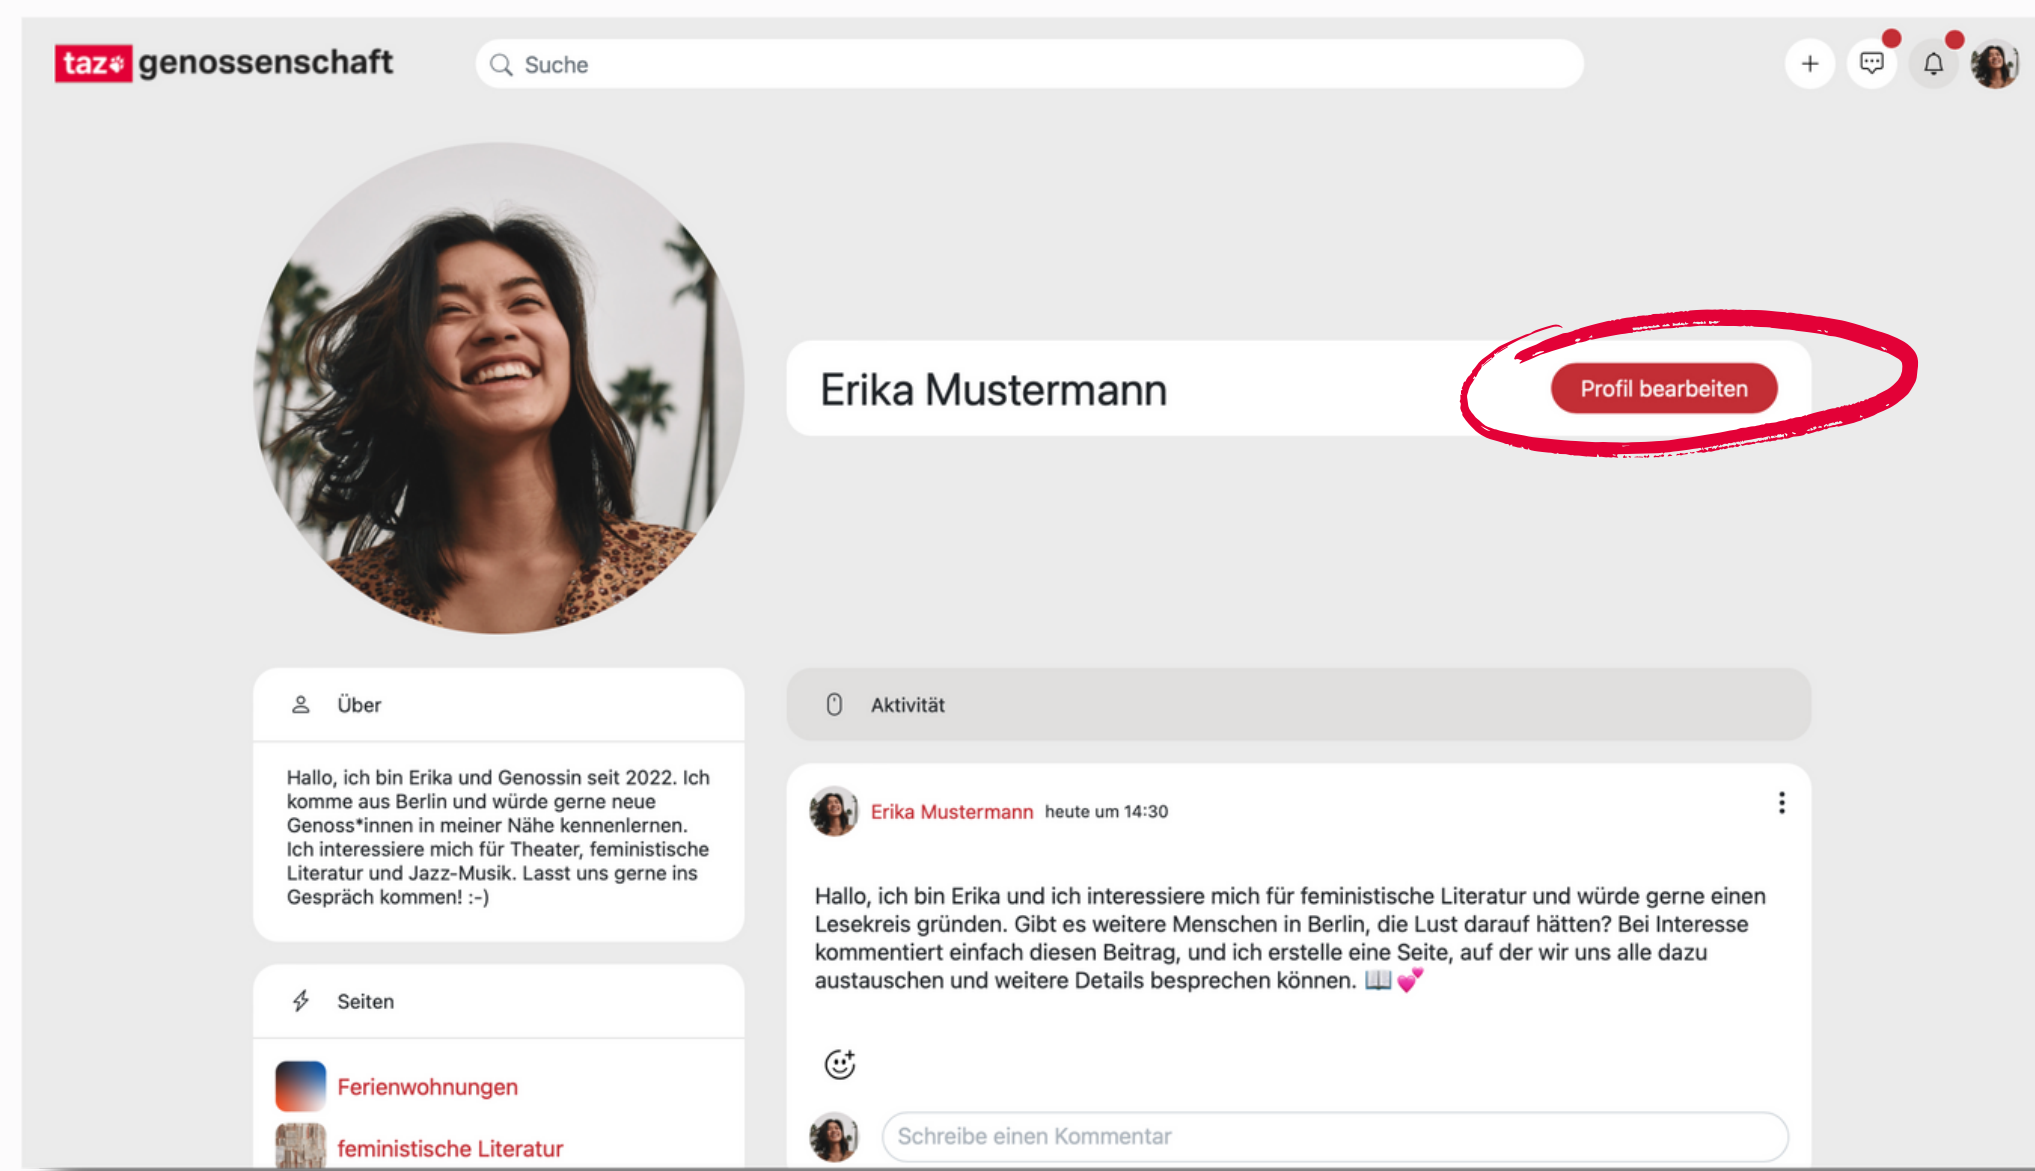 taz genossenschaft
Suche
Erika Mustermann
Profil bearbeiten
Über
Hallo, ich bin Erika und Genossin seit 2022. Ich
komme aus Berlin und würde gerne neue
Genoss*innen in meiner Nähe kennenlernen.
Ich interessiere mich für Theater, feministische
Literatur und Jazz-Musik. Lasst uns gerne ins
Gespräch kommen! :-)
Seiten
Ferienwohnungen
feministische Literatur
Aktivität
Erika Mustermann heute um 14:30
Hallo, ich bin Erika und ich interessiere mich für feministische Literatur und würde gerne einen
Lesekreis gründen. Gibt es weitere Menschen in Berlin, die Lust darauf hätten? Bei Interesse
kommentiert einfach diesen Beitrag, und ich erstelle eine Seite, auf der wir uns alle dazu
austauschen und weitere Details besprechen können. 📖 💕
Schreibe einen Kommentar